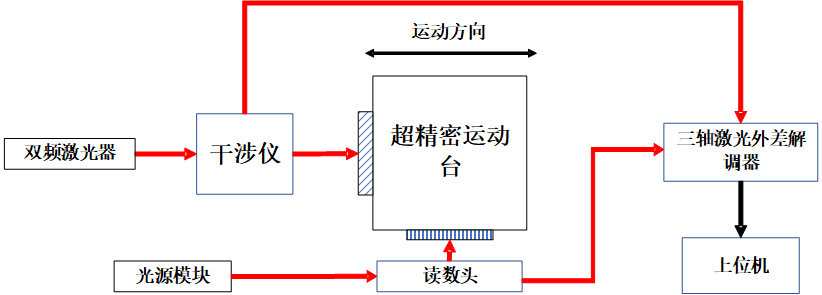 运动方向
双频激光器
干涉仪
超精密运动
台
三轴激光外差解
调器
光源模块
读数头
上位机